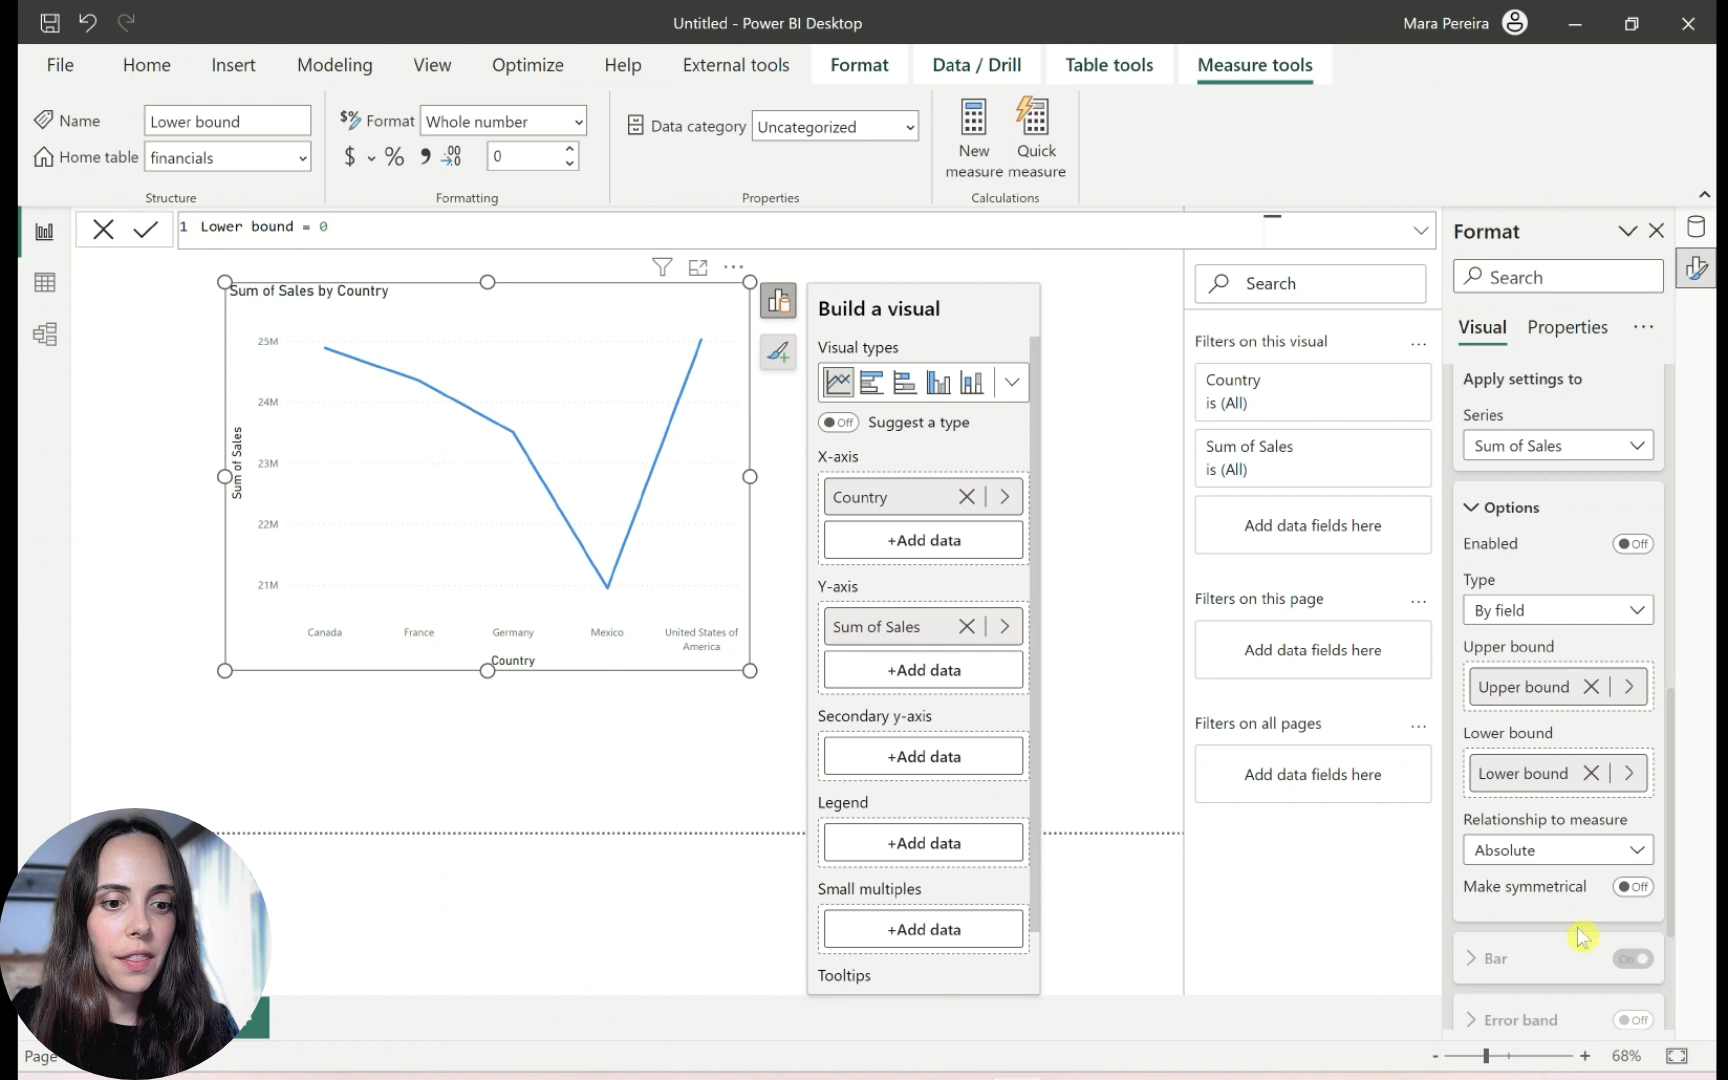 Untitled - Power BI Desktop
Mara Pereira
File Home Insert Modeling View Optimize Help External tools Format Data / Drill Table tools Measure tools
Name Lower bound
Home table financials
Structure
$% Format Whole number
$ % 9 .00 →0 0
Formatting
Data category Uncategorized
Properties
New measure
Quick measure
Calculations
1 Lower bound = 0
Sum of Sales by Country
25M
24M
23M
22M
21M
Sum of Sales
Canada France Germany Mexico United States of America
Country
Build a visual
Visual types
Off Suggest a type
X-axis
Country
+Add data
Y-axis
Sum of Sales
+Add data
Secondary y-axis
+Add data
Legend
+Add data
Small multiples
+Add data
Tooltips
Search
Filters on this visual ...
Country
is (All)
Sum of Sales
is (All)
Add data fields here
Filters on this page ...
Add data fields here
Filters on all pages ...
Add data fields here
Format
Search
Visual Properties ...
Apply settings to
Series
Sum of Sales
Options
Enabled Off
Type
By field
Upper bound
Upper bound
Lower bound
Lower bound
Relationship to measure
Absolute
Make symmetrical Off
Bar On
Error band Off
Page
- + 68%